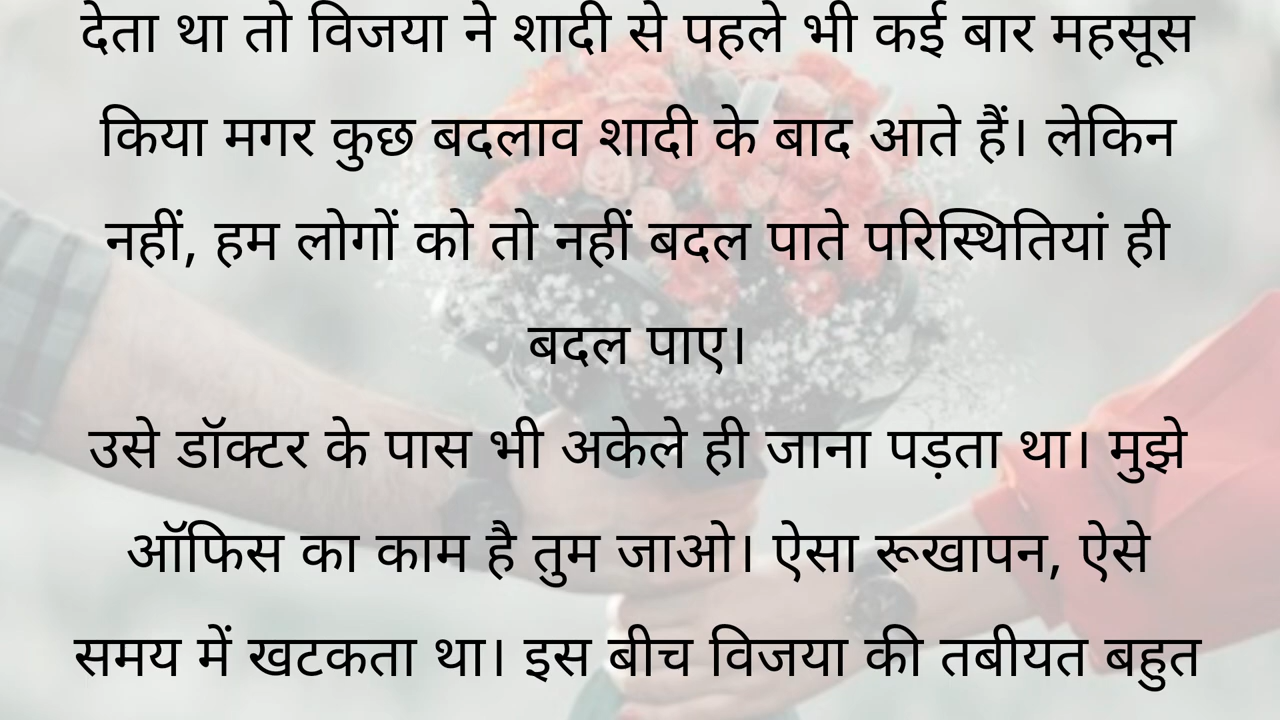 देता था तो विजया ने शादी से पहले भी कई बार महसूस
किया मगर कुछ बदलाव शादी के बाद आते हैं। लेकिन
नहीं, हम लोगों को तो नहीं बदल पाते परिस्थितियां ही
बदल पाए।
उसे डॉक्टर के पास भी अकेले ही जाना पड़ता था। मुझे
ऑफिस का काम है तुम जाओ। ऐसा रूखापन, ऐसे
समय में खटकता था। इस बीच विजया की तबीयत बहुत